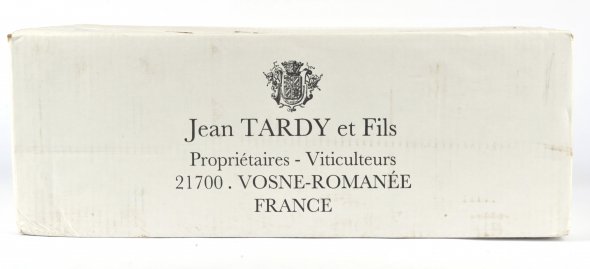 Jean TARDY et Fils
Propriétaires - Viticulteurs
21700 . VOSNE-ROMANÉE
FRANCE